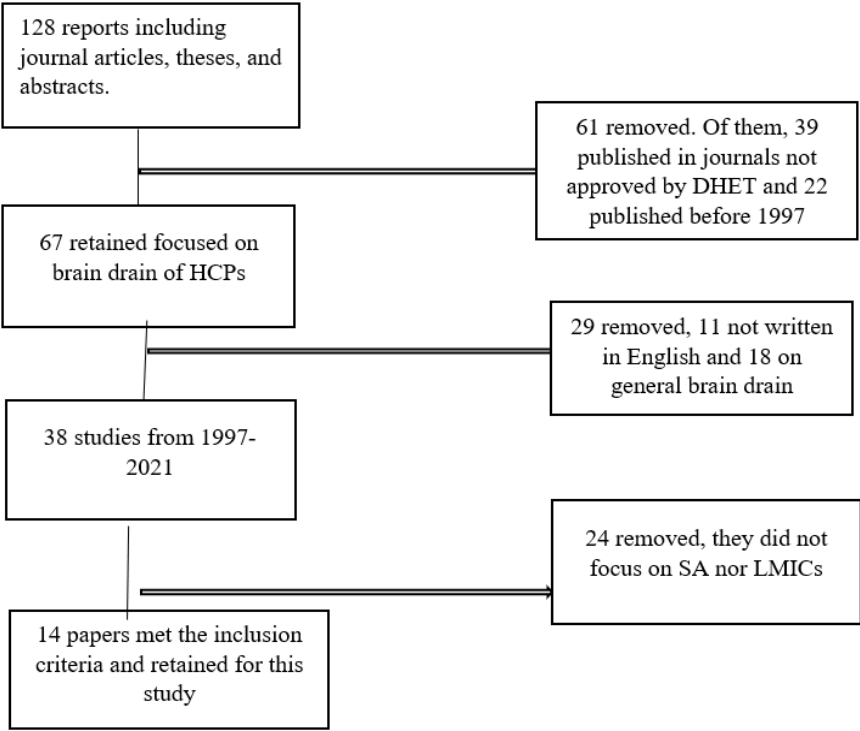 128 reports including
journal articles, theses, and
abstracts.
61 removed. Of them, 39
published in journals not
approved by DHET and 22
published before 1997
67 retained focused on
brain drain of HCPs
29 removed, 11 not written
in English and 18 on
general brain drain
38 studies from 1997-
2021
24 removed, they did not
focus on SA nor LMICs
14 papers met the inclusion
criteria and retained for this
study